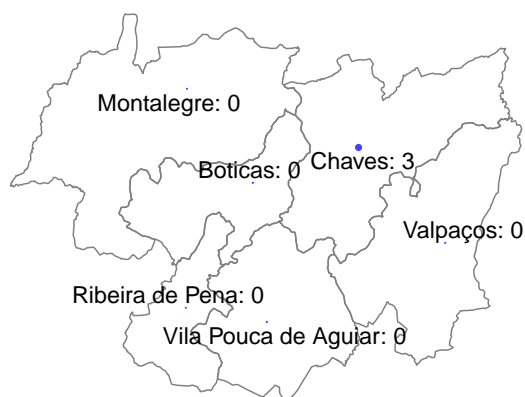 Montalegre: 0
Boticas: 0
Chaves: 3
Valpaços: 0
Ribeira de Pena: 0
Vila Pouca de Aguiar: 0